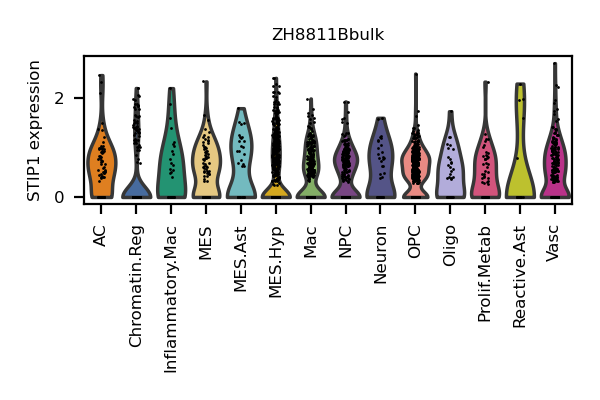 ZH8811Bbulk
STIP1 expression
2
0
AC
Chromatin.Reg
Inflammatory.Mac
MES
MES.Ast
MES.Hyp
Mac
NPC
Neuron
OPC
Oligo
Prolif.Metab
Reactive.Ast
Vasc